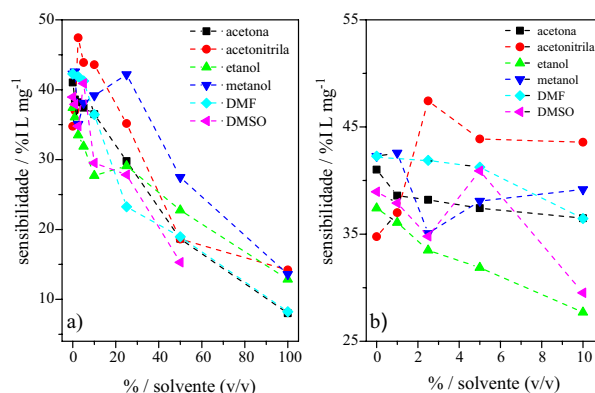 sensibilidade / %I L mg⁻¹
50
40
30
20
10
acetona
acetonitrila
etanol
metanol
DMF
DMSO
a)
0 20 40 60 80 100
% / solvente (v/v)
sensibilidade / %I L mg⁻¹
55
45
35
25
acetona
acetonitrila
etanol
metanol
DMF
DMSO
b)
0 2 4 6 8 10
% / solvente (v/v)